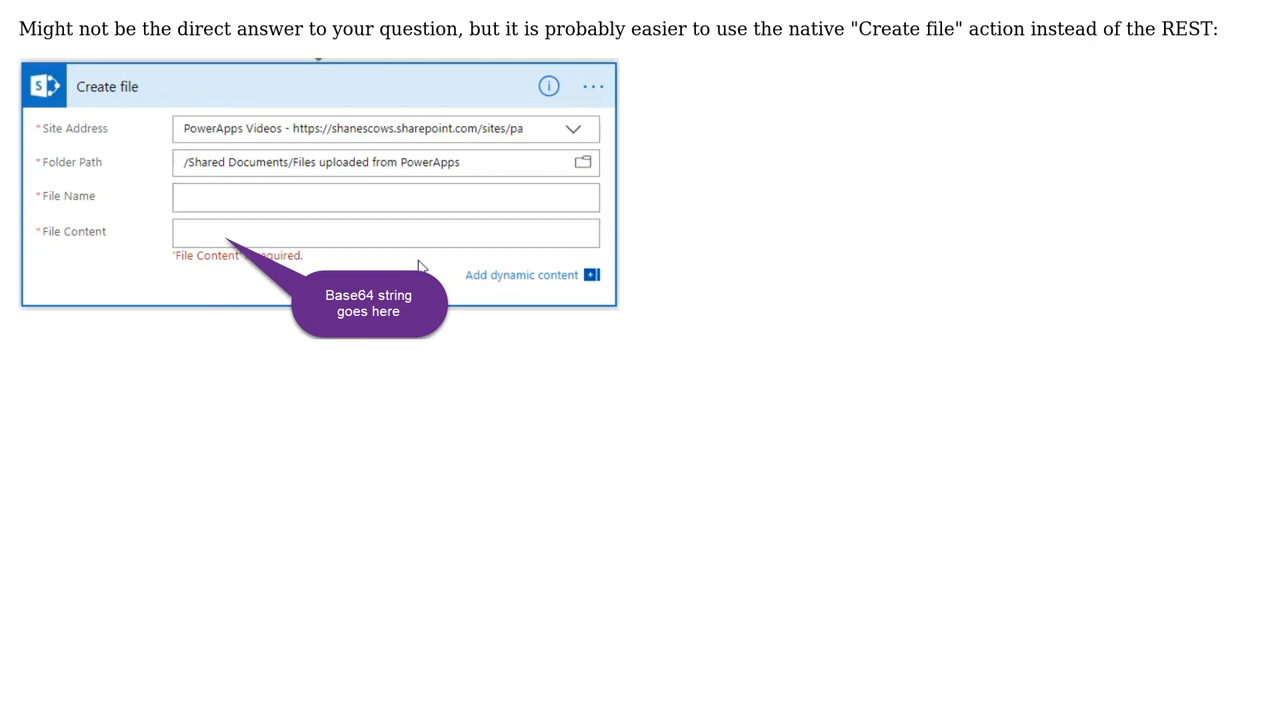 Might not be the direct answer to your question, but it is probably easier to use the native "Create file" action instead of the REST:
Create file
* Site Address
PowerApps Videos - https://shanescows.sharepoint.com/sites/pa
* Folder Path
/Shared Documents/Files uploaded from PowerApps
* File Name
* File Content
'File Content' required.
Add dynamic content
Base64 string
goes here